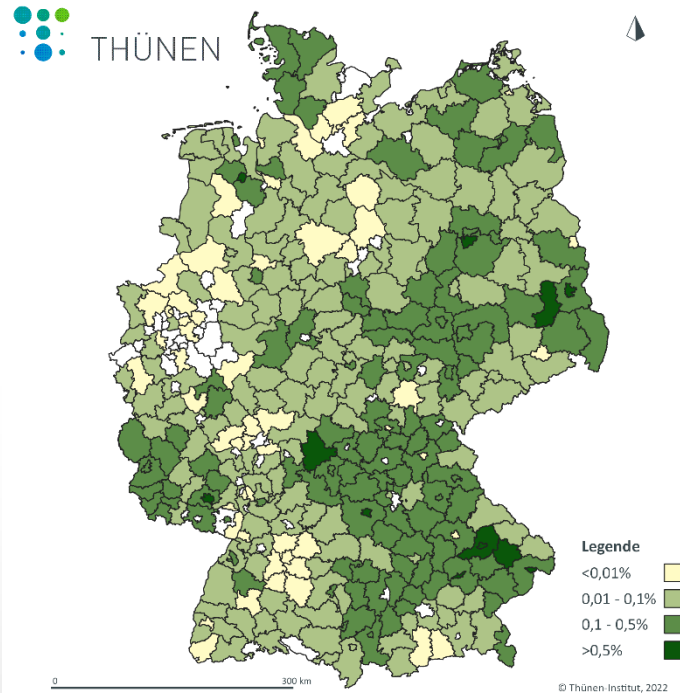 THÜNEN
Legende
<0,01%
0,01 - 0,1%
0,1 - 0,5%
>0,5%
0 300 km
© Thünen-Institut, 2022